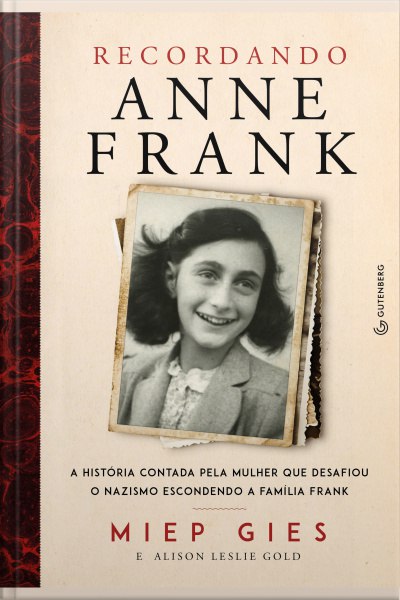 RECORDANDO
ANNE
FRANK
GUTENBERG
A HISTÓRIA CONTADA PELA MULHER QUE DESAFIOU
O NAZISMO ESCONDENDO A FAMÍLIA FRANK
MIEP GIES
E ALISON LESLIE GOLD